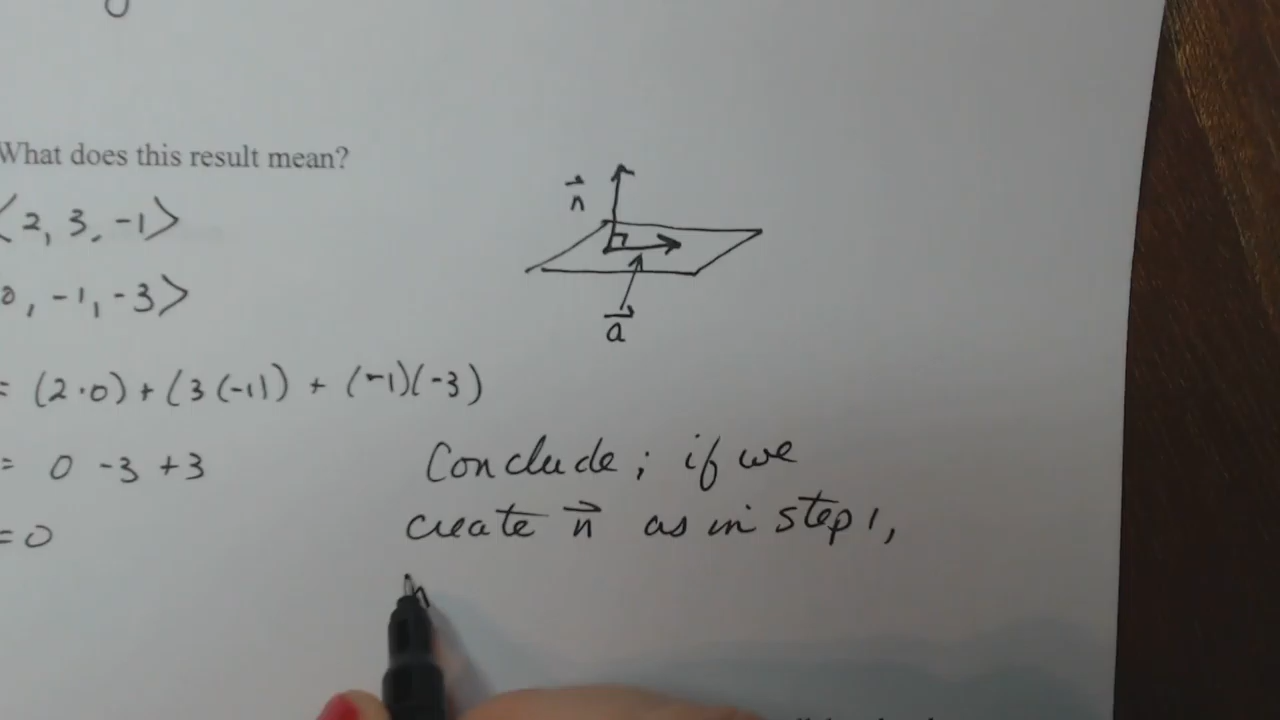 What does this result mean?
⟨2, 3, -1⟩
0, -1, -3⟩
n⃗
a⃗
= (2·0) + (3(-1)) + (-1)(-3)
= 0 -3 +3
= 0
Conclude; if we
create n⃗ as in step 1,
n